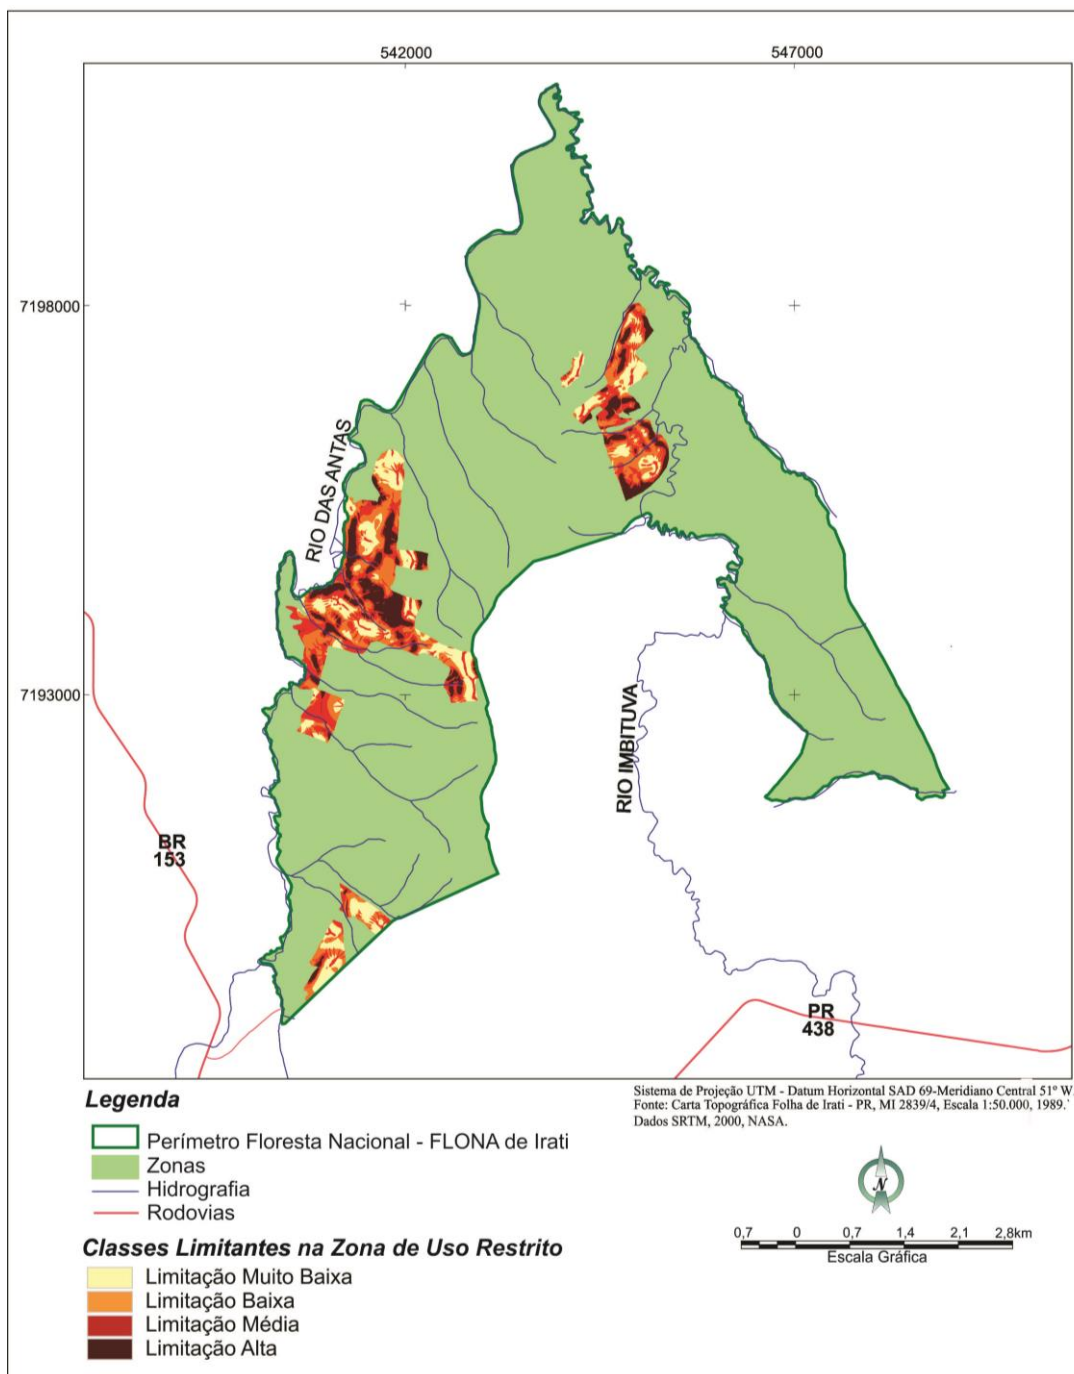 542000
547000
7198000
RIO DAS ANTAS
7193000
RIO IMBITUVA
BR
153
PR
438
Legenda
Perímetro Floresta Nacional - FLONA de Irati
Zonas
Hidrografia
Rodovias
Classes Limitantes na Zona de Uso Restrito
Limitação Muito Baixa
Limitação Baixa
Limitação Média
Limitação Alta
Sistema de Projeção UTM - Datum Horizontal SAD 69-Meridiano Central 51º W
Fonte: Carta Topográfica Folha de Irati - PR, MI 2839/4, Escala 1:50.000, 1989.
Dados SRTM, 2000, NASA.
N
0,7 0 0,7 1,4 2,1 2,8km
Escala Gráfica